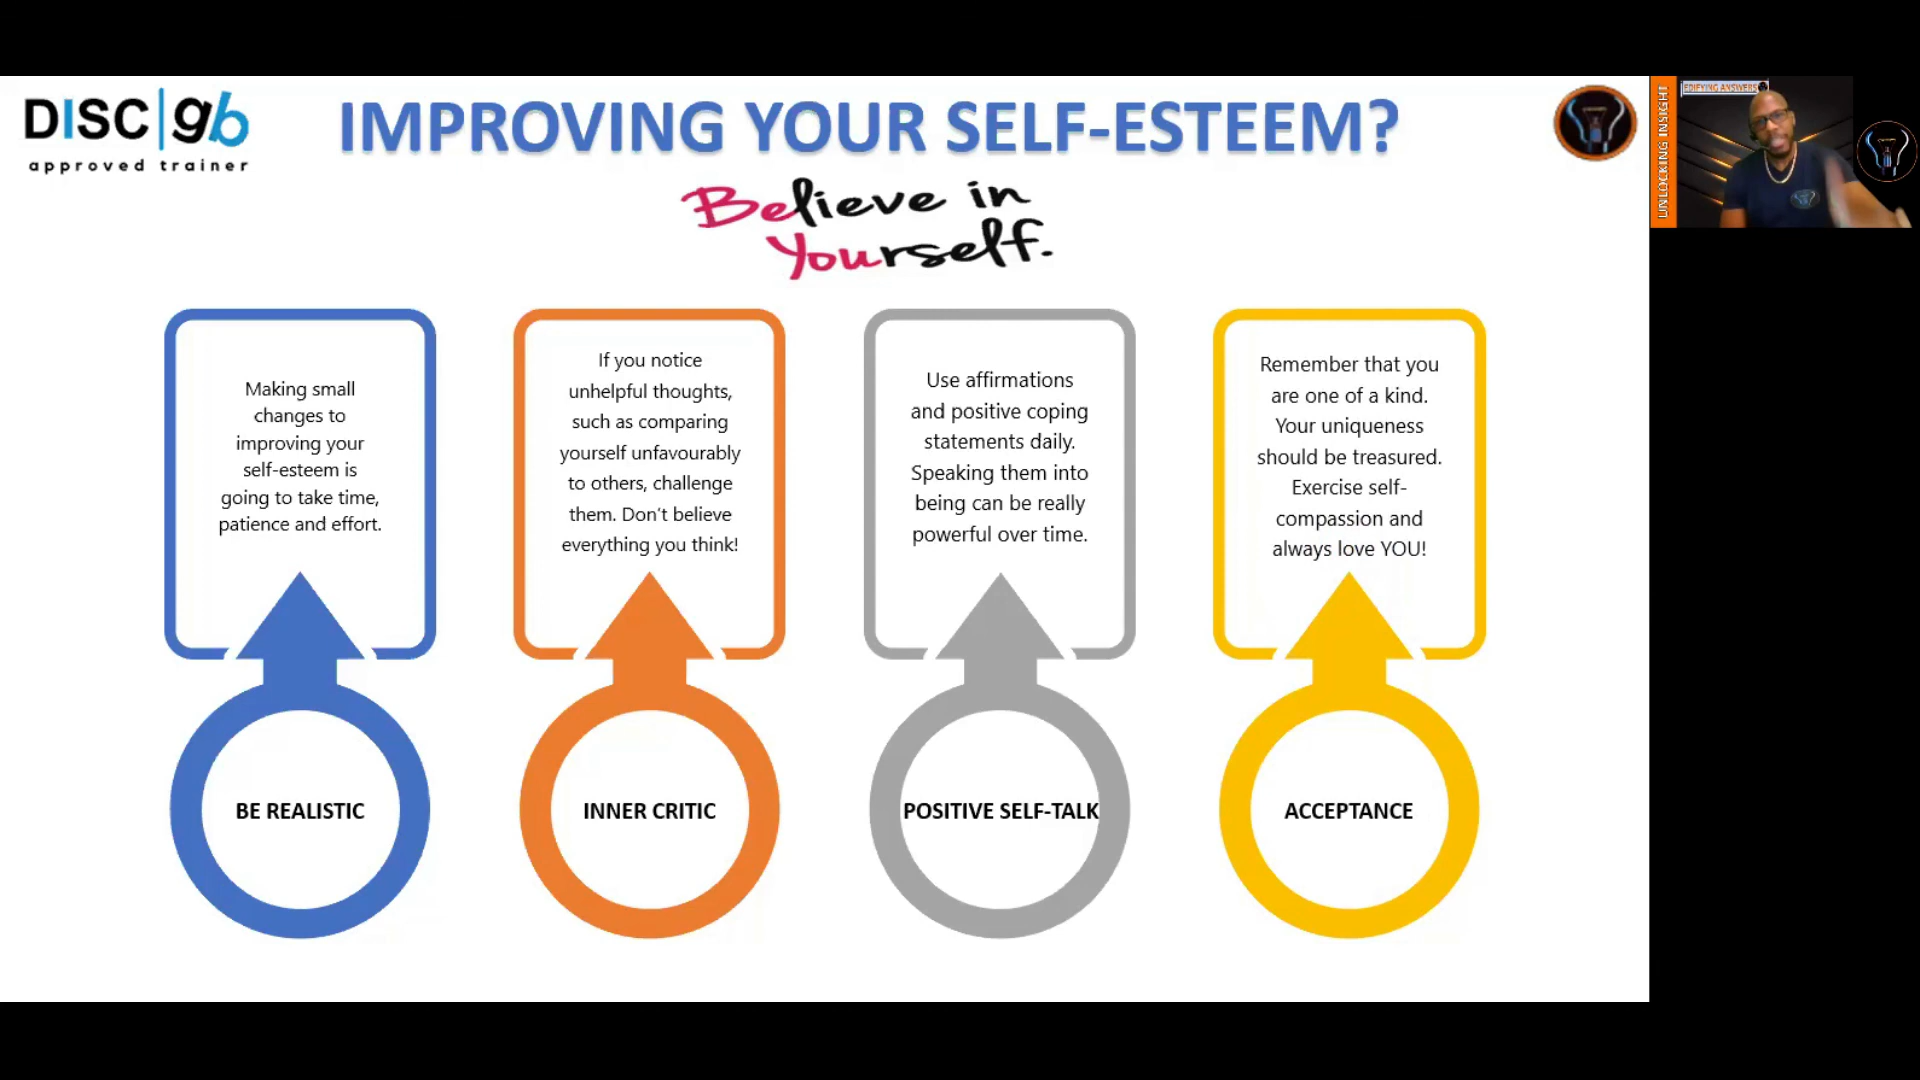 DISC|gb
approved trainer
IMPROVING YOUR SELF-ESTEEM?
Believe in
Yourself.
Making small
changes to
improving your
self-esteem is
going to take time,
patience and effort.
BE REALISTIC
If you notice
unhelpful thoughts,
such as comparing
yourself unfavourably
to others, challenge
them. Don't believe
everything you think!
INNER CRITIC
Use affirmations
and positive coping
statements daily.
Speaking them into
being can be really
powerful over time.
POSITIVE SELF-TALK
Remember that you
are one of a kind.
Your uniqueness
should be treasured.
Exercise self-
compassion and
always love YOU!
ACCEPTANCE
UNLOCKING INSIGHT
EDIFYING ANSWERS